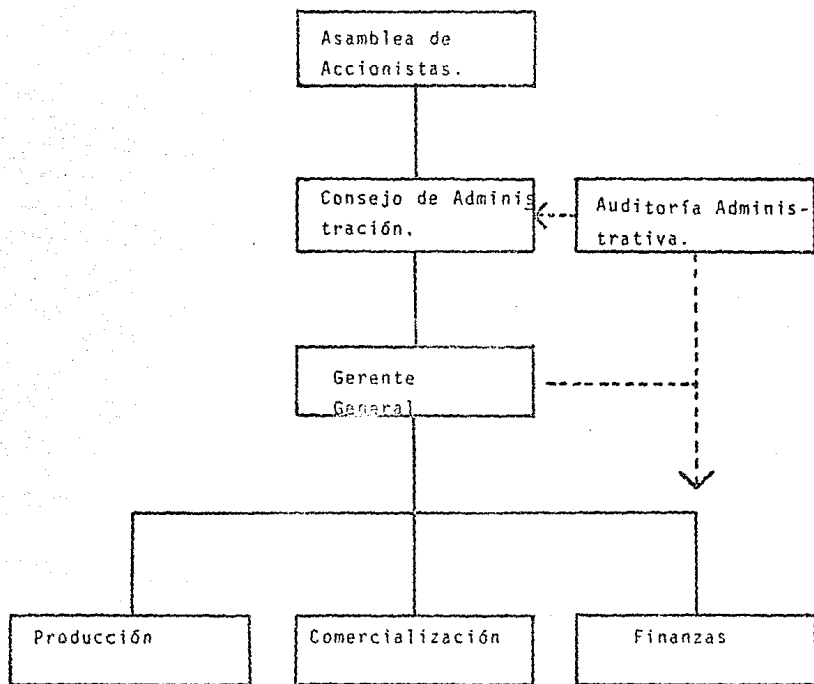 Asamblea de
Accionistas.
Consejo de Adminis
tración.
Auditoría Adminis-
trativa.
Gerente
General
Producción
Comercialización
Finanzas